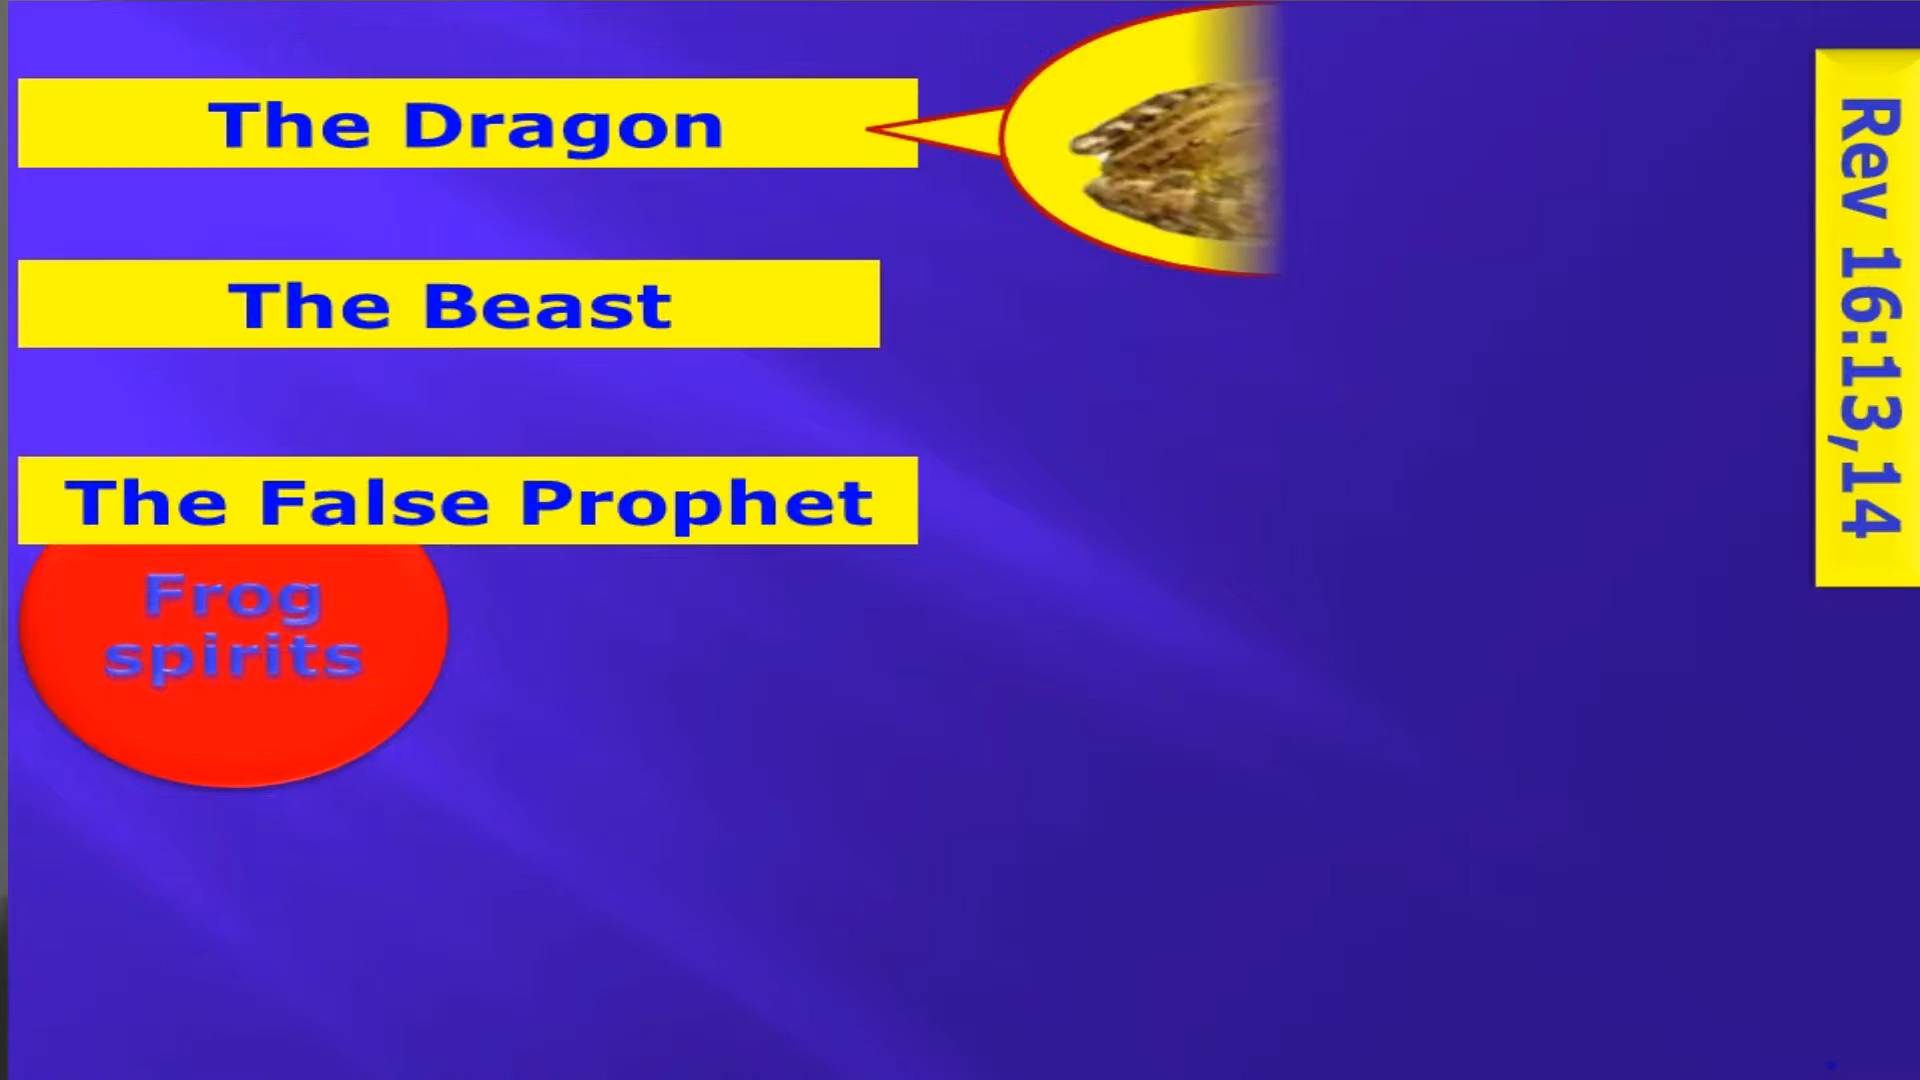 The Dragon
The Beast
The False Prophet
Frog
spirits
Rev 16:13,14